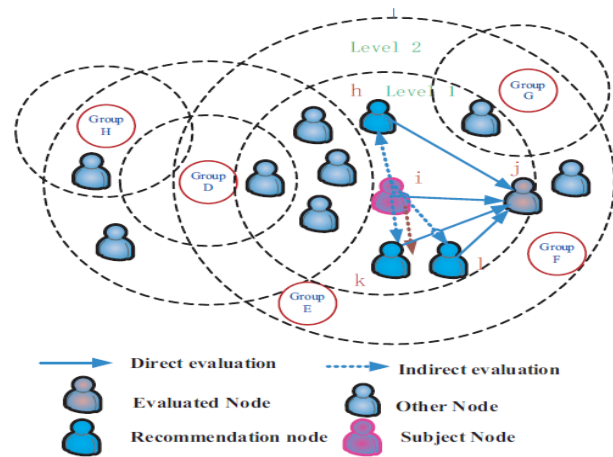 Level 2
Group G
h
Level 1
Group H
j
i
Group D
Group F
l
k
Group E
Direct evaluation
Indirect evaluation
Evaluated Node
Other Node
Recommendation node
Subject Node